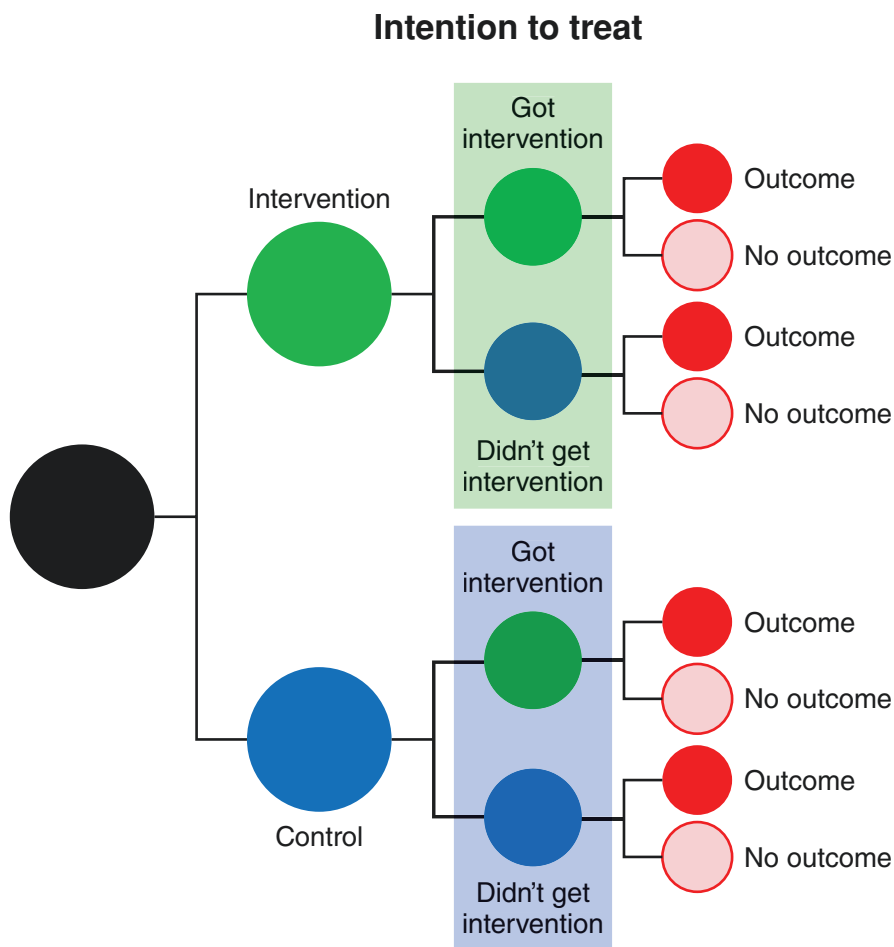 Intention to treat
Got
intervention
Intervention
Outcome
No outcome
Outcome
No outcome
Didn't get
intervention
Got
intervention
Outcome
No outcome
Control
Outcome
No outcome
Didn't get
intervention